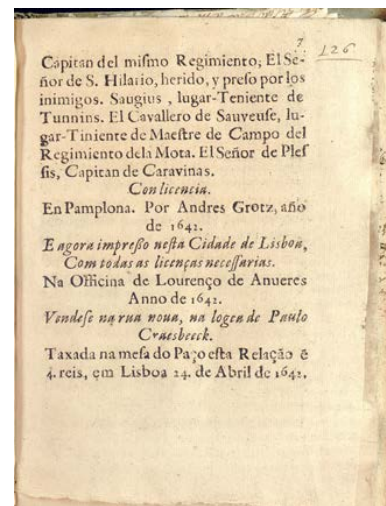 7
126
Capitan del miſmo Regimiento; El Se-
ñor de S. Hilario, herido, y preſo por los
inimigos. Saugius, lugar-Teniente de
Tunnins. El Cavallero de Sauveuſe, lu-
gar-Tiniente de Maeſtre de Campo del
Regimiento dela Mota. El Señor de Pleſ
ſis, Capitan de Caravinas.
Con licencia.
En Pamplona. Por Andres Grotz, año
de 1642.
E agora impreſſo neſta Cidade de Lisboa,
Com todas as licenças neceſſarias.
Na Officina de Lourenço de Anueres
Anno de 1642.
Vendeſe na rua noua, na logea de Paulo
Craesbeeck.
Taxada na meſa do Paço eſta Relação ẽ
4. reis, em Lisboa 24. de Abril de 1642.